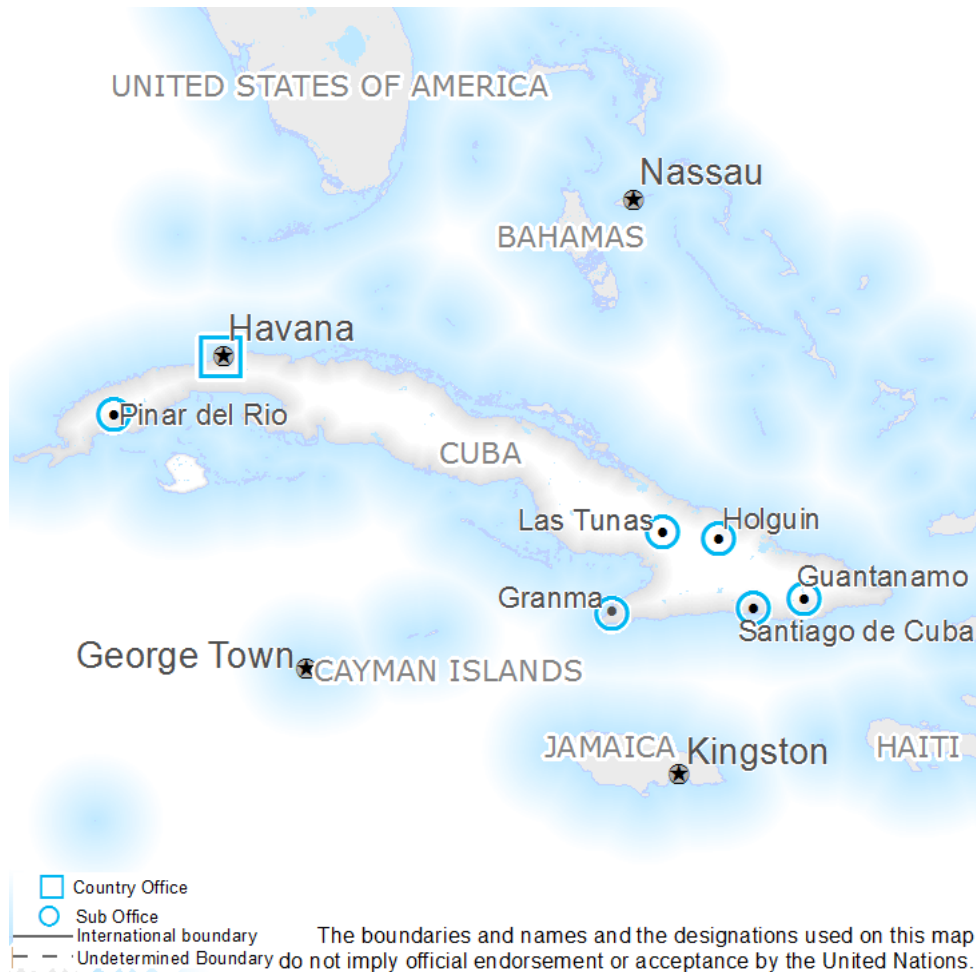 UNITED STATES OF AMERICA
Nassau
BAHAMAS
Havana
Pinar del Rio
CUBA
Las Tunas
Holguin
Guantanamo
Granma
Santiago de Cuba
George Town
CAYMAN ISLANDS
JAMAICA
Kingston
HAITI
Country Office
Sub Office
International boundary
Undetermined Boundary
The boundaries and names and the designations used on this map
do not imply official endorsement or acceptance by the United Nations.